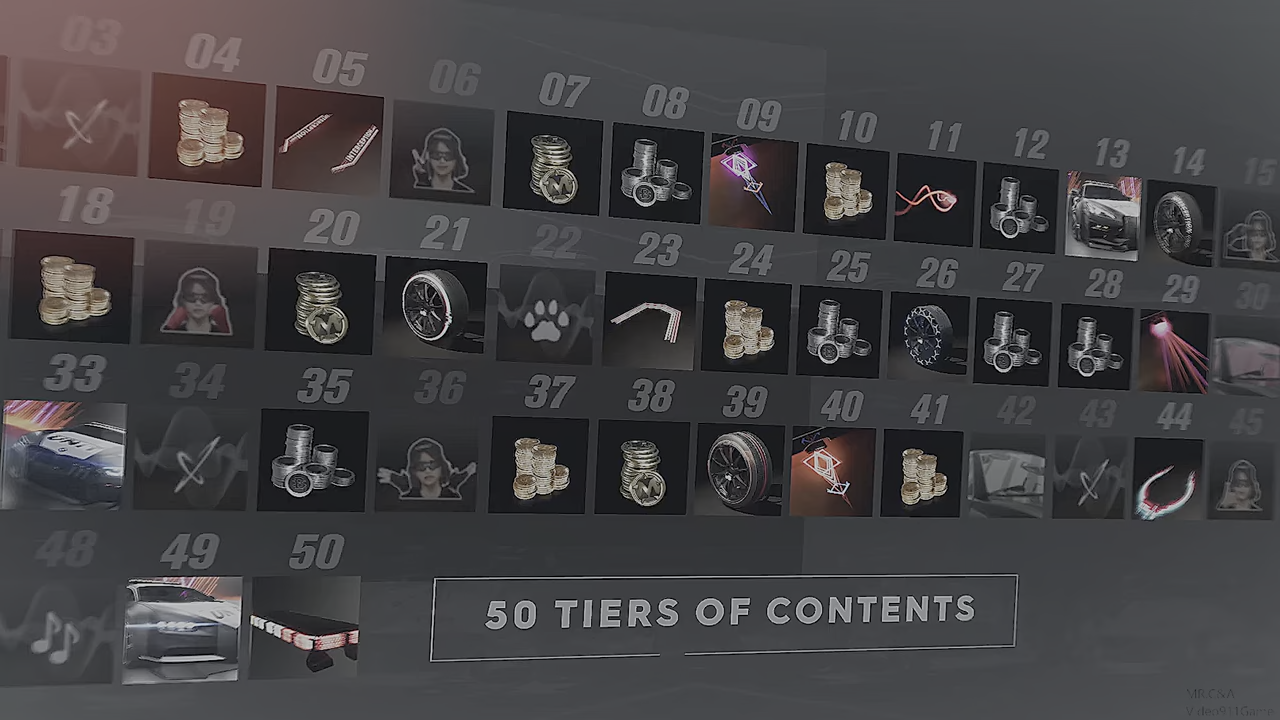 03 04 05 06 07 08 09 10 11 12 13 14 15
18 19 20 21 22 23 24 25 26 27 28 29 30
33 34 35 36 37 38 39 40 41 42 43 44 45
48 49 50
50 TIERS OF CONTENTS
MR.C&A
Video911Games